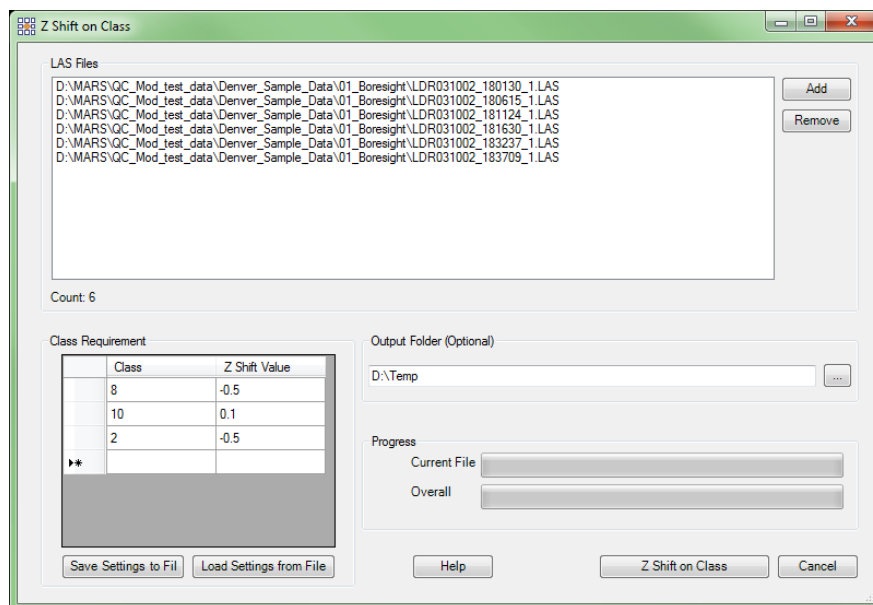 Z Shift on Class
LAS Files
D:\MARS\QC_Mod_test_data\Denver_Sample_Data\01_Boresight\LDR031002_180130_1.LAS
D:\MARS\QC_Mod_test_data\Denver_Sample_Data\01_Boresight\LDR031002_180615_1.LAS
D:\MARS\QC_Mod_test_data\Denver_Sample_Data\01_Boresight\LDR031002_181124_1.LAS
D:\MARS\QC_Mod_test_data\Denver_Sample_Data\01_Boresight\LDR031002_181630_1.LAS
D:\MARS\QC_Mod_test_data\Denver_Sample_Data\01_Boresight\LDR031002_183237_1.LAS
D:\MARS\QC_Mod_test_data\Denver_Sample_Data\01_Boresight\LDR031002_183709_1.LAS
Add
Remove
Count: 6
Class Requirement
Class Z Shift Value
8 -0.5
10 0.1
2 -0.5
Save Settings to Fil Load Settings from File
Output Folder (Optional)
D:\Temp ...
Progress
Current File
Overall
Help Z Shift on Class Cancel